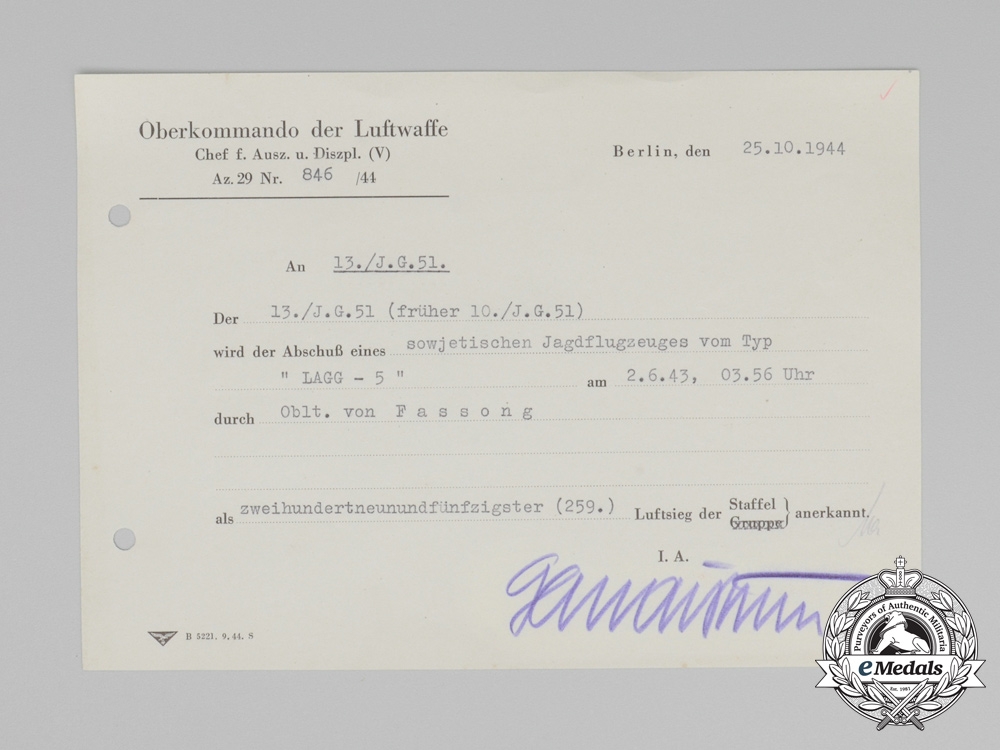 Oberkommando der Luftwaffe
Chef f. Ausz. u. Diszpl. (V)
Az. 29 Nr. 846 /44
Berlin, den 25.10.1944
An 13./J.G.51.
Der 13./J.G.51 (früher 10./J.G.51)
wird der Abschuß eines sowjetischen Jagdflugzeuges vom Typ
" LAGG - 5 " am 2.6.43, 03.56 Uhr
durch Oblt. von F a s s o n g
als zweihundertneunundfünfzigster (259.) Luftsieg der Staffel } anerkannt.
Gruppe
I. A.
B 5221. 9. 44. S
Purveyors of Authentic Militaria
eMedals